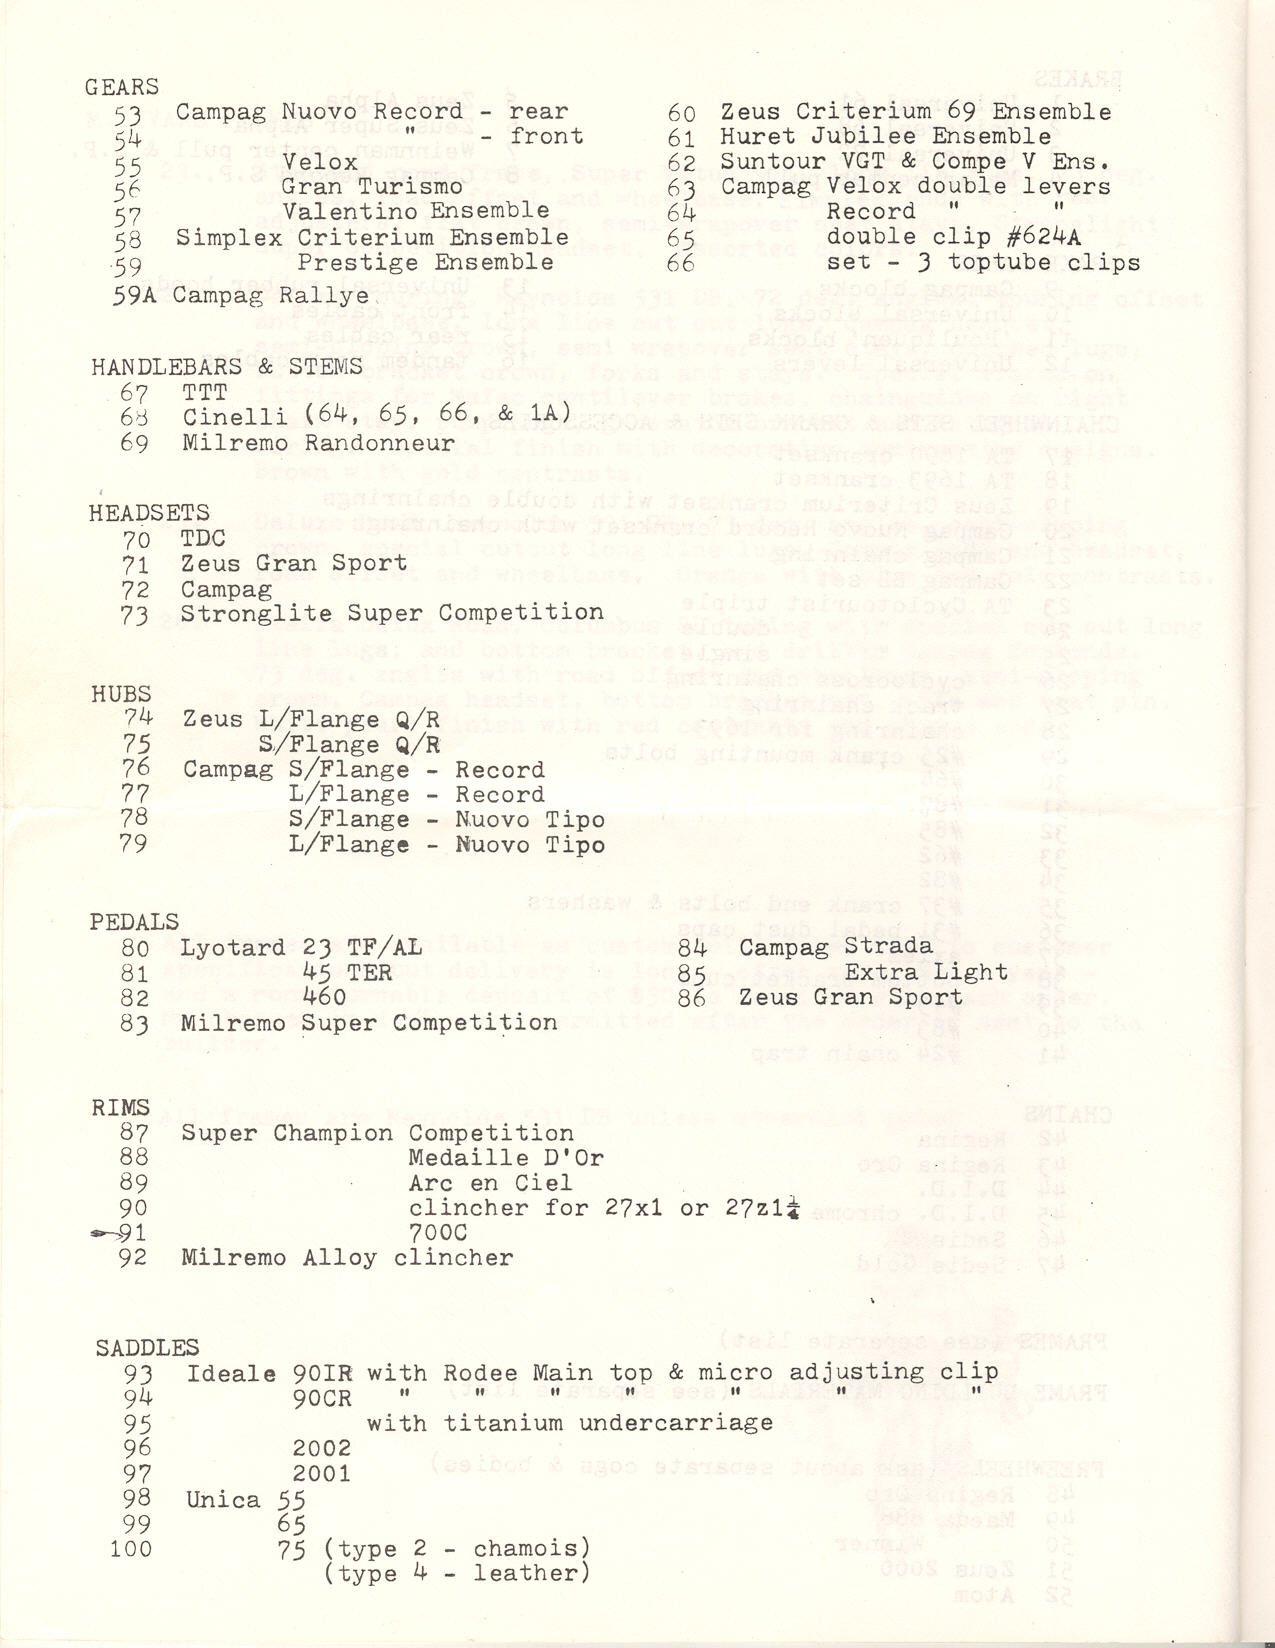 GEARS
53 Campag Nuovo Record - rear
54 " - front
55 Velox
56 Gran Turismo
57 Valentino Ensemble
58 Simplex Criterium Ensemble
59 Prestige Ensemble
59A Campag Rallye
60 Zeus Criterium 69 Ensemble
61 Huret Jubilee Ensemble
62 Suntour VGT & Compe V Ens.
63 Campag Velox double levers
64 Record " "
65 double clip #624A
66 set - 3 toptube clips
HANDLEBARS & STEMS
67 TTT
68 Cinelli (64, 65, 66, & 1A)
69 Milremo Randonneur
HEADSETS
70 TDC
71 Zeus Gran Sport
72 Campag
73 Stronglite Super Competition
HUBS
74 Zeus L/Flange Q/R
75 S/Flange Q/R
76 Campag S/Flange - Record
77 L/Flange - Record
78 S/Flange - Nuovo Tipo
79 L/Flange - Nuovo Tipo
PEDALS
80 Lyotard 23 TF/AL
81 45 TER
82 460
83 Milremo Super Competition
84 Campag Strada
85 Extra Light
86 Zeus Gran Sport
RIMS
87 Super Champion Competition
88 Medaille D'Or
89 Arc en Ciel
90 clincher for 27x1 or 27z1¼
91 700C
92 Milremo Alloy clincher
SADDLES
93 Ideale 90IR with Rodee Main top & micro adjusting clip
94 90CR " " " " " " "
95 with titanium undercarriage
96 2002
97 2001
98 Unica 55
99 65
100 75 (type 2 - chamois)
(type 4 - leather)